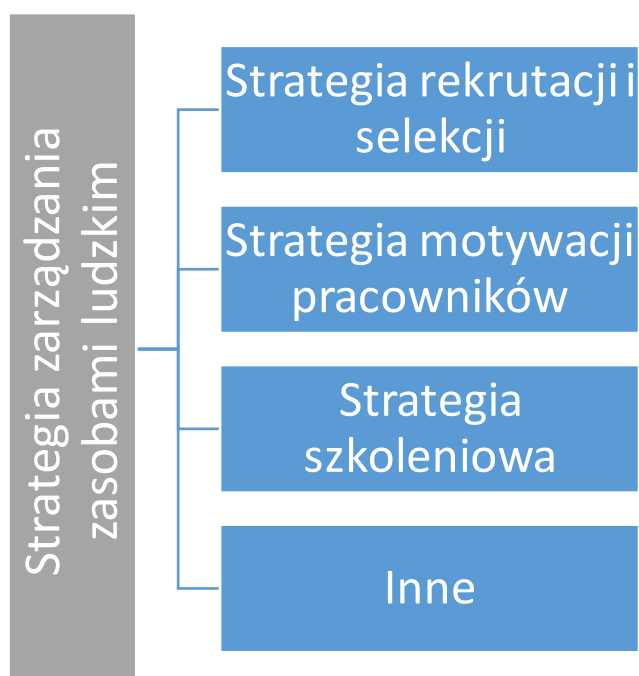 Strategia zarządzania
zasobami ludzkim
Strategia rekrutacji i
selekcji
Strategia motywacji
pracowników
Strategia
szkoleniowa
Inne